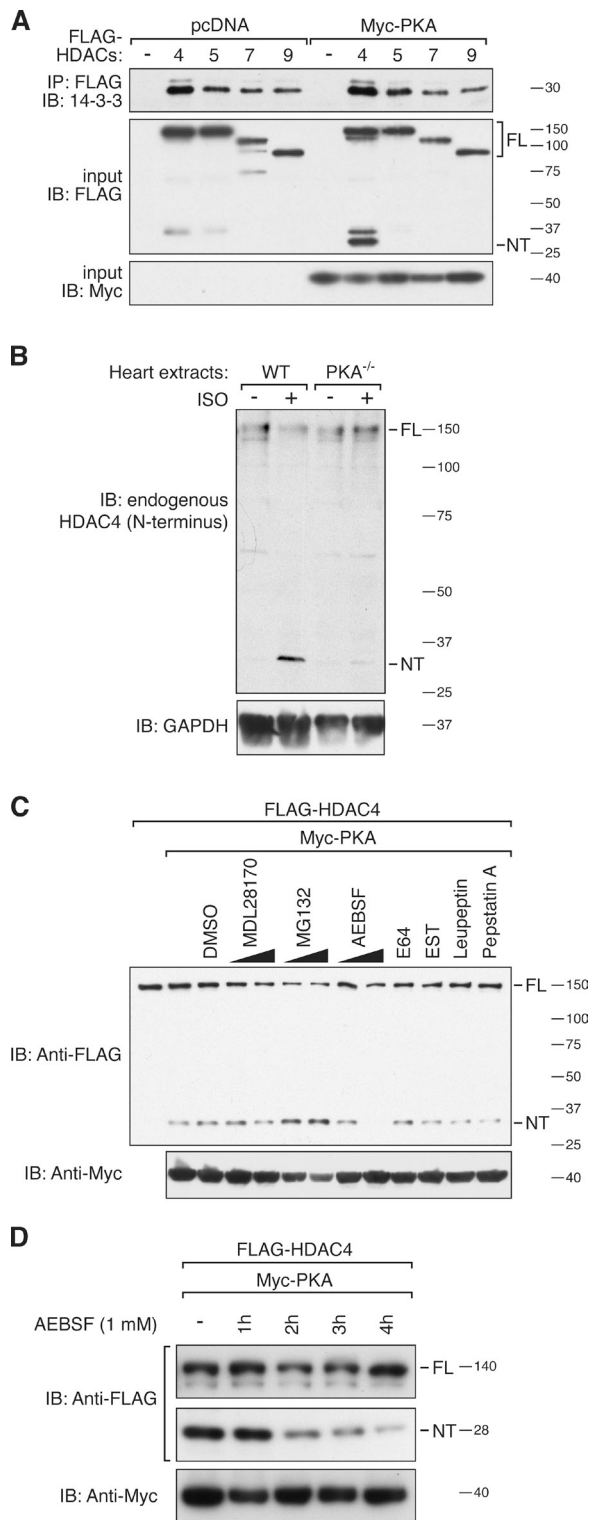 A
pcDNA Myc-PKA
FLAG-
HDACs: - 4 5 7 9 - 4 5 7 9
IP: FLAG
IB: 14-3-3
30
input
IB: FLAG
FL
150
100
75
50
37
NT
25
input
IB: Myc
40
B
Heart extracts: WT PKA-/-
ISO - + - +
IB: endogenous
HDAC4 (N-terminus)
FL 150
100
75
50
37
NT
25
IB: GAPDH 37
C
FLAG-HDAC4
Myc-PKA
DMSO MDL28170 MG132 AEBSF E64 EST Leupeptin Pepstatin A
IB: Anti-FLAG
FL 150
100
75
50
37
NT
25
IB: Anti-Myc 40
D
FLAG-HDAC4
Myc-PKA
AEBSF (1 mM) - 1h 2h 3h 4h
IB: Anti-FLAG
FL 140
NT 28
IB: Anti-Myc 40